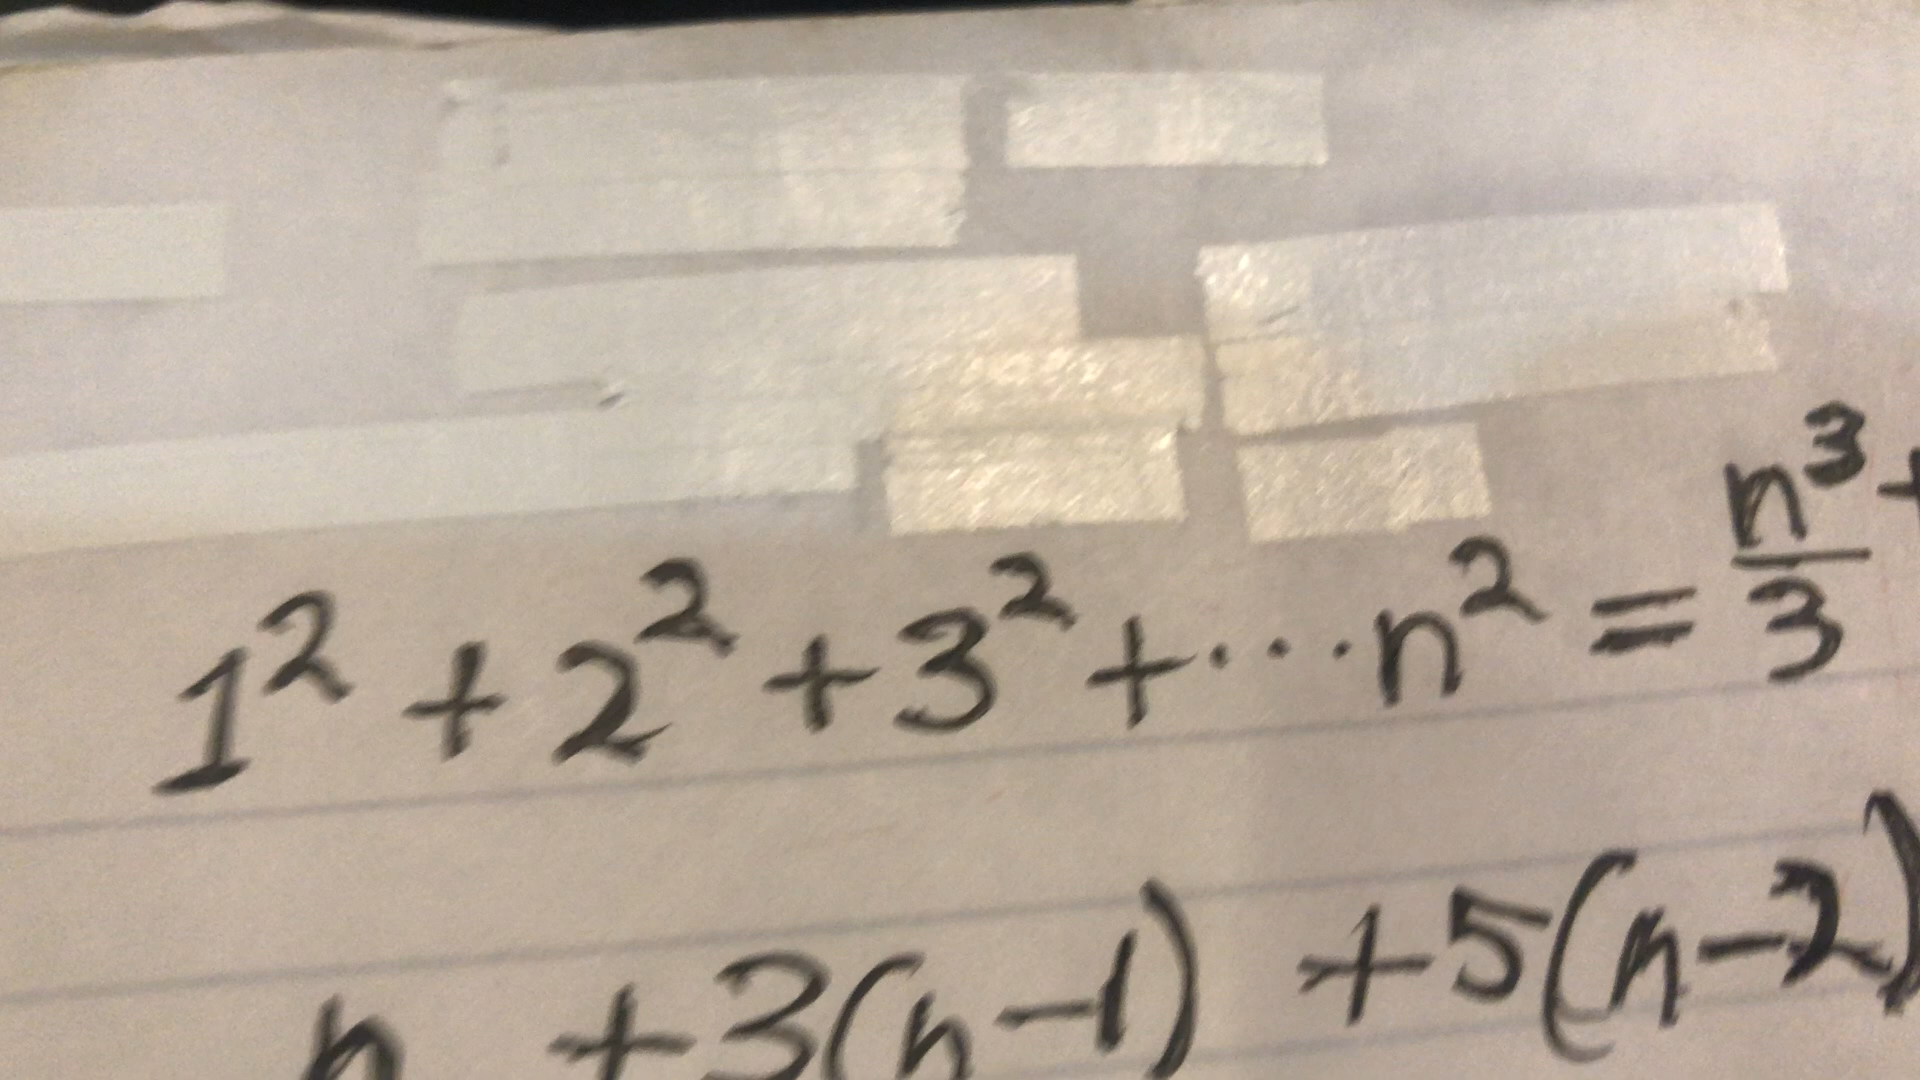 1² + 2² + 3² + ... n² = n³/3 +
n + 3(n-1) + 5(n-2)